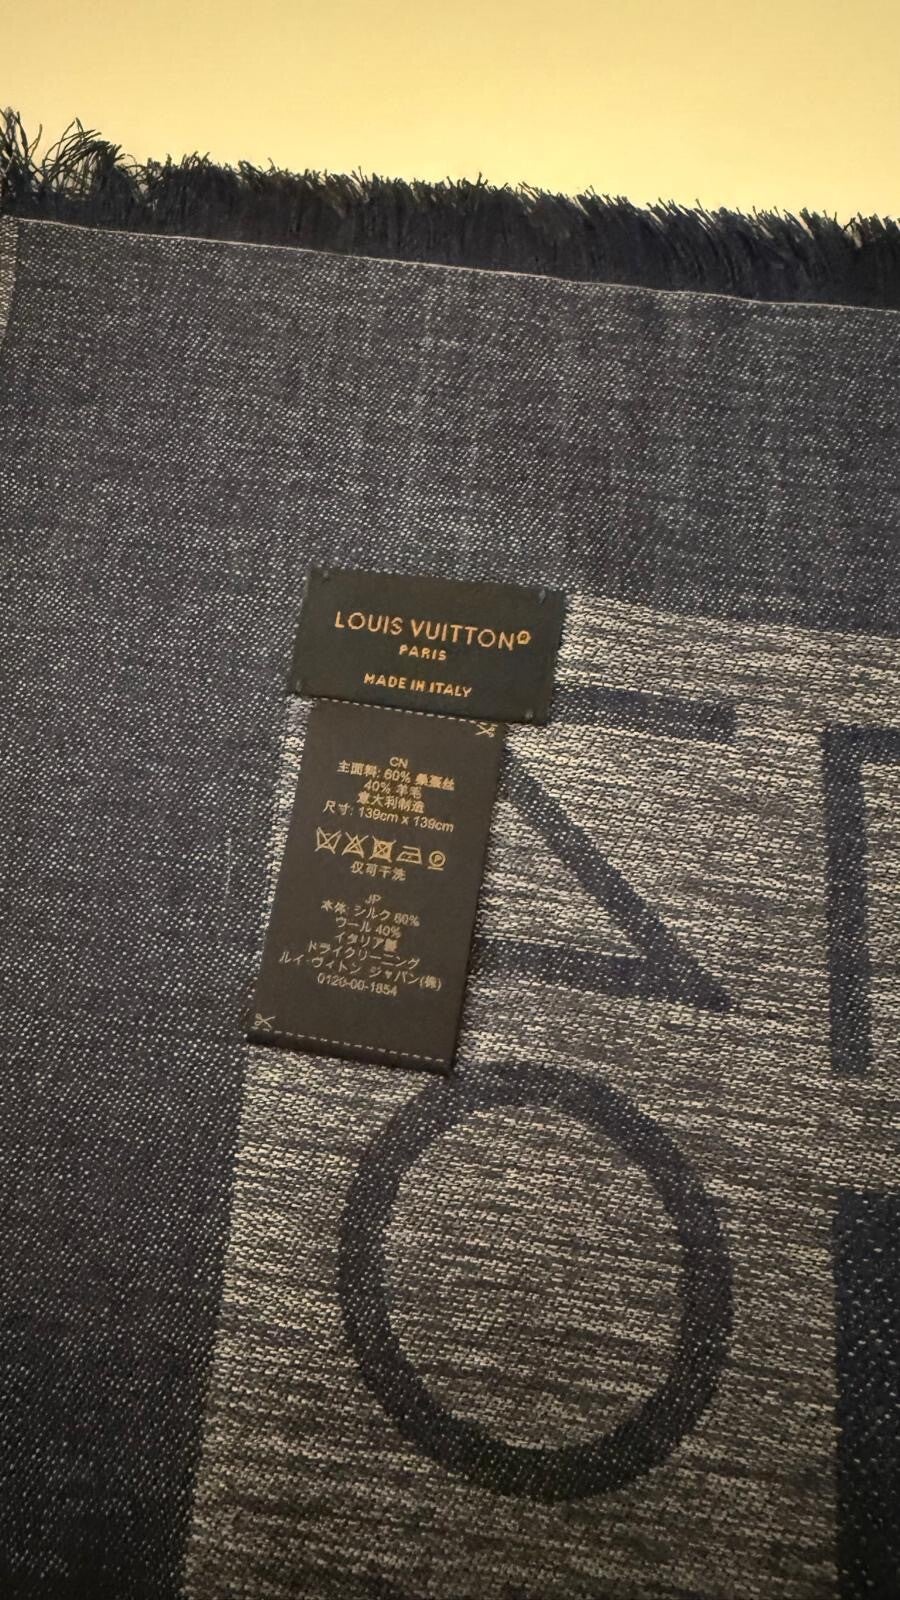 LOUIS VUITTON
PARIS
MADE IN ITALY
CN
主面料: 60% 桑蚕丝
40% 羊毛
意大利制造
尺寸: 139cm x 139cm
P
仅可干洗
JP
本体: シルク 60%
ウール 40%
イタリア製
ドライクリーニング
ルイ・ヴィトン ジャパン(株)
0120-00-1854